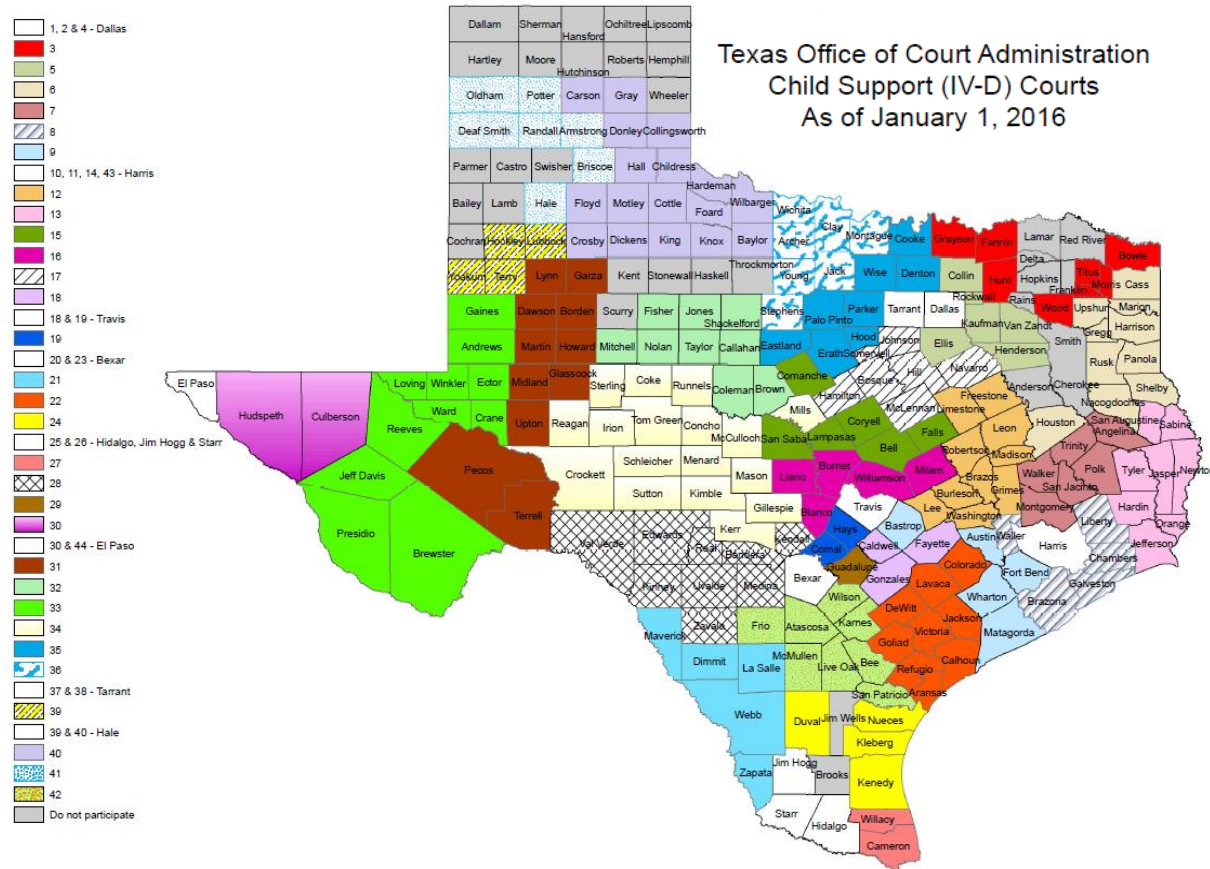 Texas Office of Court Administration
Child Support (IV-D) Courts
As of January 1, 2016
1, 2 & 4 - Dallas
3
5
6
7
8
9
10, 11, 14, 43 - Harris
12
13
15
16
17
18
18 & 19 - Travis
19
20 & 23 - Bexar
21
22
24
25 & 26 - Hidalgo, Jim Hogg & Starr
27
28
29
30
30 & 44 - El Paso
31
32
33
34
35
36
37 & 38 - Tarrant
39
39 & 40 - Hale
40
41
42
Do not participate
Dallam
Sherman
Hansford
Ochiltree
Lipscomb
Hartley
Moore
Hutchinson
Roberts
Hemphill
Oldham
Potter
Carson
Gray
Wheeler
Deaf Smith
Randall
Armstrong
Donley
Collingsworth
Parmer
Castro
Swisher
Briscoe
Hall
Childress
Hardeman
Bailey
Lamb
Hale
Floyd
Motley
Cottle
Foard
Wilbarger
Wichita
Cochran
Hockley
Lubbock
Crosby
Dickens
King
Knox
Baylor
Archer
Clay
Montague
Cooke
Grayson
Fannin
Lamar
Red River
Bowie
Yoakum
Terry
Lynn
Garza
Kent
Stonewall
Haskell
Throckmorton
Young
Jack
Wise
Denton
Collin
Hunt
Delta
Hopkins
Franklin
Titus
Morris
Cass
Gaines
Dawson
Borden
Scurry
Fisher
Jones
Shackelford
Stephens
Palo Pinto
Parker
Tarrant
Dallas
Rockwall
Rains
Wood
Upshur
Marion
Andrews
Martin
Howard
Mitchell
Nolan
Taylor
Callahan
Eastland
Erath
Hood
Somervell
Johnson
Ellis
Kaufman
Van Zandt
Smith
Gregg
Harrison
El Paso
Hudspeth
Culberson
Loving
Winkler
Ector
Midland
Glasscock
Sterling
Coke
Runnels
Coleman
Brown
Comanche
Bosque
Hill
Navarro
Henderson
Rusk
Panola
Reeves
Ward
Crane
Upton
Reagan
Irion
Tom Green
Concho
McCulloch
Mills
Hamilton
McLennan
Limestone
Freestone
Anderson
Cherokee
Nacogdoches
Shelby
Jeff Davis
Pecos
Crockett
Schleicher
Menard
Mason
San Saba
Lampasas
Coryell
Bell
Falls
Robertson
Leon
Madison
Houston
Trinity
Angelina
San Augustine
Sabine
Presidio
Brewster
Terrell
Sutton
Kimble
Gillespie
Llano
Burnet
Williamson
Milam
Brazos
Burleson
Grimes
Walker
San Jacinto
Polk
Tyler
Jasper
Newton
Val Verde
Edwards
Kerr
Real
Bandera
Kendall
Blanco
Hays
Travis
Bastrop
Lee
Washington
Montgomery
Liberty
Hardin
Orange
Kinney
Uvalde
Medina
Bexar
Comal
Guadalupe
Caldwell
Fayette
Austin
Waller
Harris
Chambers
Jefferson
Maverick
Zavala
Frio
Atascosa
Wilson
Gonzales
Lavaca
Colorado
Wharton
Fort Bend
Galveston
Brazoria
Dimmit
La Salle
McMullen
Live Oak
Karnes
DeWitt
Jackson
Matagorda
Bee
Goliad
Victoria
Calhoun
Refugio
Aransas
San Patricio
Webb
Duval
Jim Wells
Nueces
Kleberg
Zapata
Jim Hogg
Brooks
Kenedy
Starr
Hidalgo
Willacy
Cameron